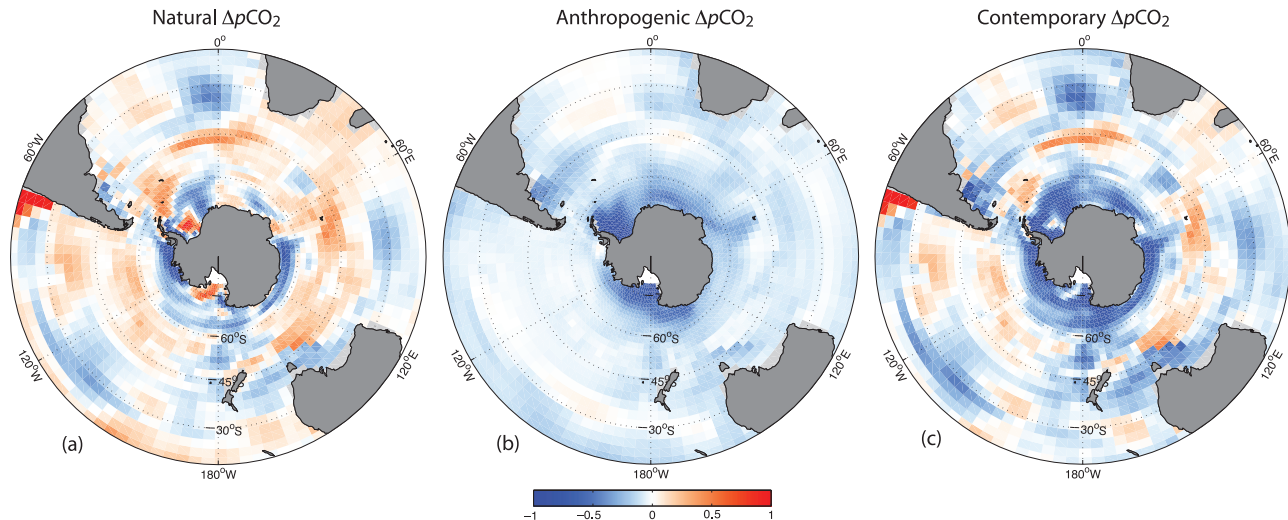 Natural ΔpCO₂
Anthropogenic ΔpCO₂
Contemporary ΔpCO₂
0°
0°
0°
60°W
60°E
60°W
60°E
60°W
60°E
120°W
60°S
45°S
30°S
120°E
120°W
60°S
45°S
30°S
120°E
120°W
60°S
45°S
30°S
120°E
(a)
180°W
(b)
180°W
(c)
180°W
−1
−0.5
0
0.5
1